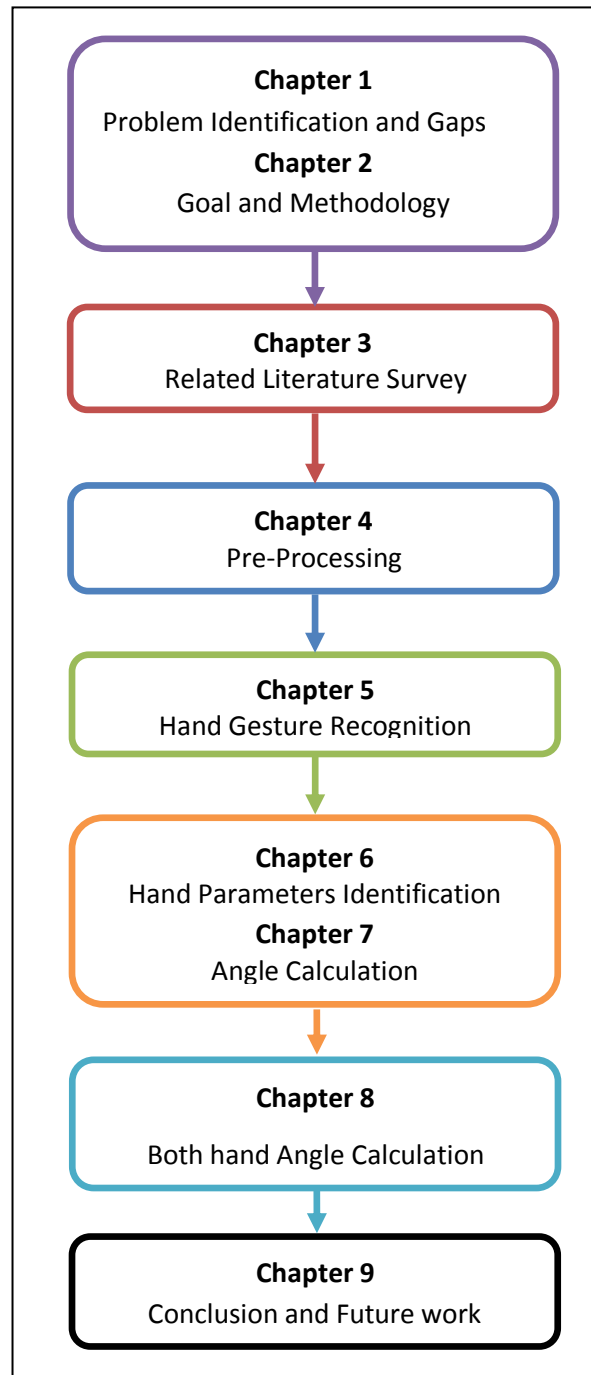 Chapter 1
Problem Identification and Gaps
Chapter 2
Goal and Methodology
Chapter 3
Related Literature Survey
Chapter 4
Pre-Processing
Chapter 5
Hand Gesture Recognition
Chapter 6
Hand Parameters Identification
Chapter 7
Angle Calculation
Chapter 8
Both hand Angle Calculation
Chapter 9
Conclusion and Future work